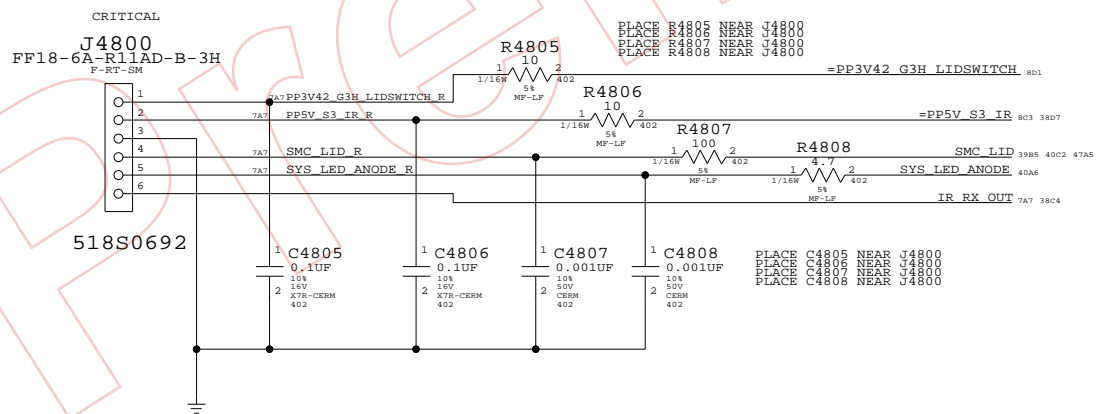 CRITICAL
J4800
FF18-6A-R11AD-B-3H
F-RT-SM
1
2
3
4
5
6
518S0692
7A7 PP3V42_G3H_LIDSWITCH_R
7A7 PP5V_S3_IR_R
7A7 SMC_LID_R
7A7 SYS_LED_ANODE_R
R4805
10
1 2
1/16W 5% MF-LF 402
R4806
10
1 2
1/16W 5% MF-LF 402
R4807
100
1 2
1/16W 5% MF-LF 402
R4808
4.7
1 2
1/16W 5% MF-LF 402
PLACE R4805 NEAR J4800
PLACE R4806 NEAR J4800
PLACE R4807 NEAR J4800
PLACE R4808 NEAR J4800
=PP3V42_G3H_LIDSWITCH 8D1
=PP5V_S3_IR 8C3 38D7
SMC_LID 39B5 40C2 47A5
SYS_LED_ANODE 40A6
IR_RX_OUT 7A7 38C4
1
C4805
0.1UF
10%
16V
2
X7R-CERM
402
1
C4806
0.1UF
10%
16V
2
X7R-CERM
402
1
C4807
0.001UF
10%
50V
2
CERM
402
1
C4808
0.001UF
10%
50V
2
CERM
402
PLACE C4805 NEAR J4800
PLACE C4806 NEAR J4800
PLACE C4807 NEAR J4800
PLACE C4808 NEAR J4800